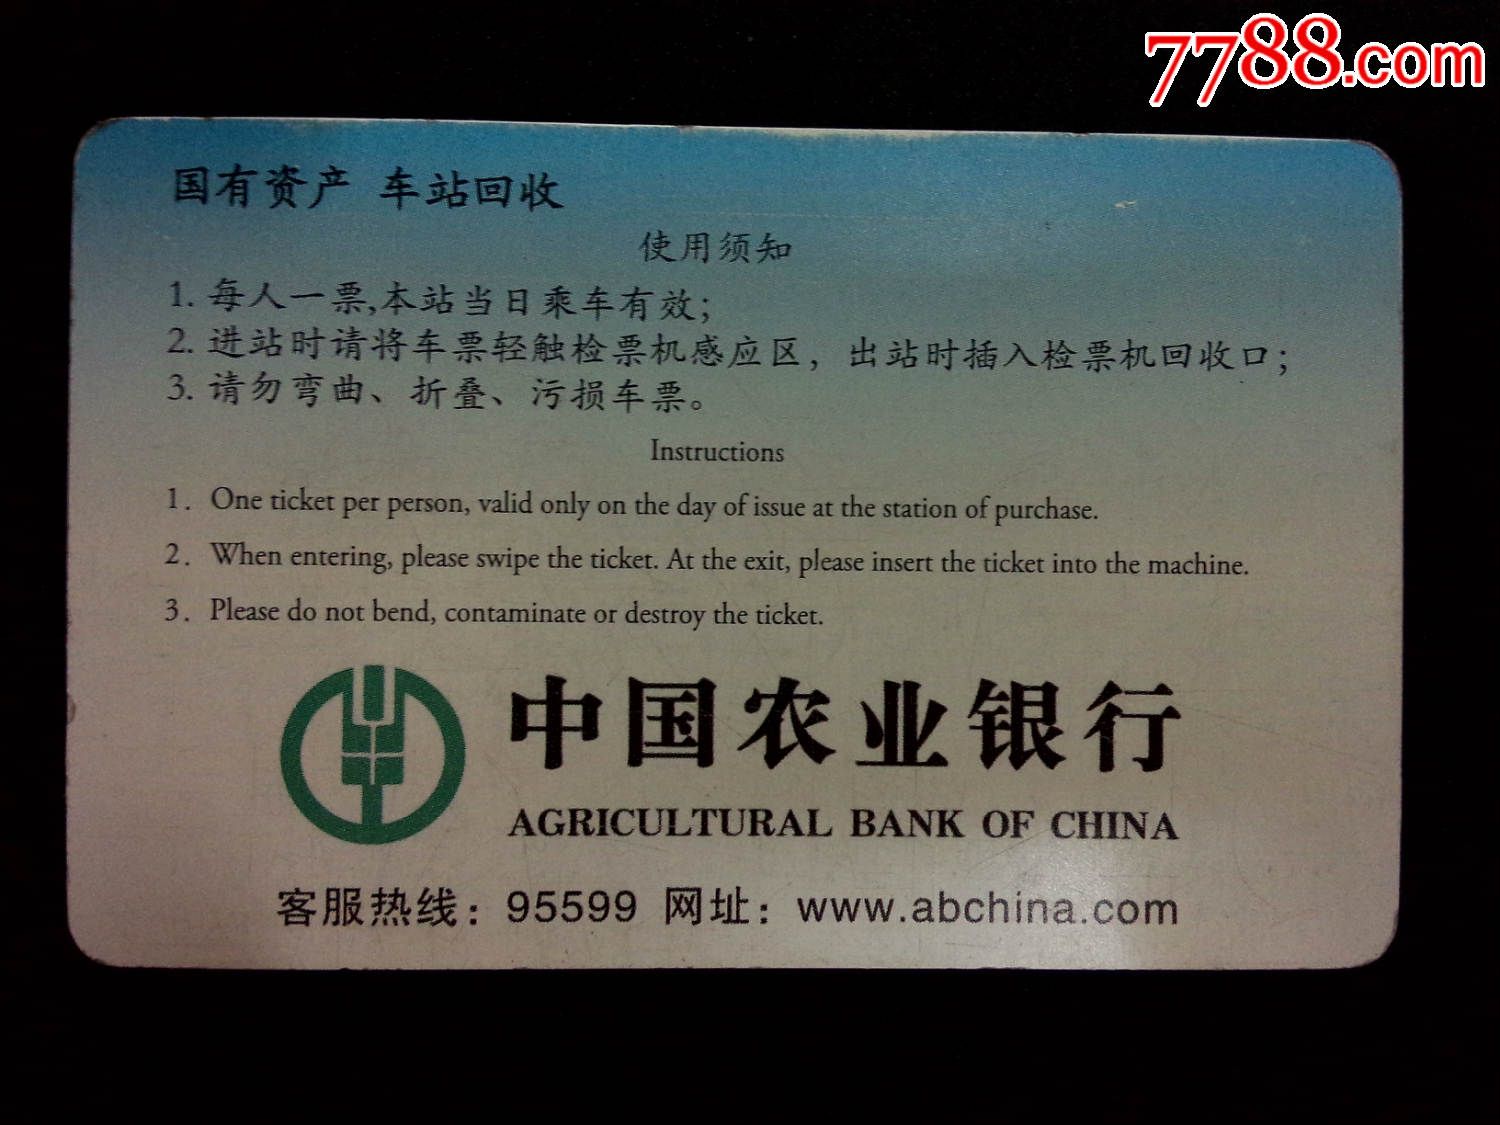 7788.com
国有资产 车站回收
使用须知
1. 每人一票,本站当日乘车有效;
2. 进站时请将车票轻触检票机感应区，出站时插入检票机回收口;
3. 请勿弯曲、折叠、污损车票。
Instructions
1. One ticket per person, valid only on the day of issue at the station of purchase.
2. When entering, please swipe the ticket. At the exit, please insert the ticket into the machine.
3. Please do not bend, contaminate or destroy the ticket.
中国农业银行
AGRICULTURAL BANK OF CHINA
客服热线：95599 网址：www.abchina.com